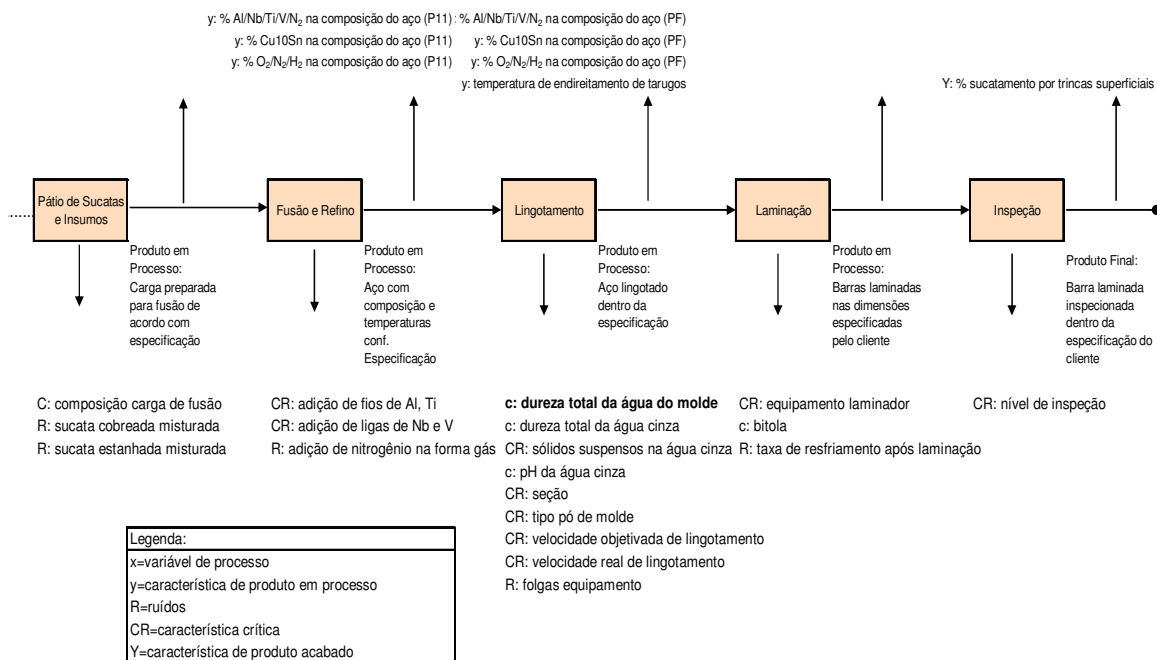 y: % Al/Nb/Ti/V/N₂ na composição do aço (P11)
y: % Cu10Sn na composição do aço (P11)
y: % O₂/N₂/H₂ na composição do aço (P11)
y: % Al/Nb/Ti/V/N₂ na composição do aço (PF)
y: % Cu10Sn na composição do aço (PF)
y: % O₂/N₂/H₂ na composição do aço (PF)
y: temperatura de endireitamento de tarugos
Y: % sucatamento por trincas superficiais
Pátio de Sucatas
e Insumos
Fusão e Refino
Lingotamento
Laminação
Inspeção
Produto em
Processo:
Carga preparada
para fusão de
acordo com
especificação
Produto em
Processo:
Aço com
composição e
temperaturas
conf.
Especificação
Produto em
Processo:
Aço lingotado
dentro da
especificação
Produto em
Processo:
Barras laminadas
nas dimensões
especificadas
pelo cliente
Produto Final:
Barra laminada
inspecionada
dentro da
especificação do
cliente
C: composição carga de fusão
R: sucata cobreada misturada
R: sucata estanhada misturada
CR: adição de fios de Al, Ti
CR: adição de ligas de Nb e V
R: adição de nitrogênio na forma gás
c: dureza total da água do molde
c: dureza total da água cinza
CR: sólidos suspensos na água cinza
c: pH da água cinza
CR: seção
CR: tipo pó de molde
CR: velocidade objetivada de lingotamento
CR: velocidade real de lingotamento
R: folgas equipamento
CR: equipamento laminador
c: bitola
R: taxa de resfriamento após laminação
CR: nível de inspeção
Legenda:
x=variável de processo
y=característica de produto em processo
R=ruídos
CR=característica crítica
Y=característica de produto acabado